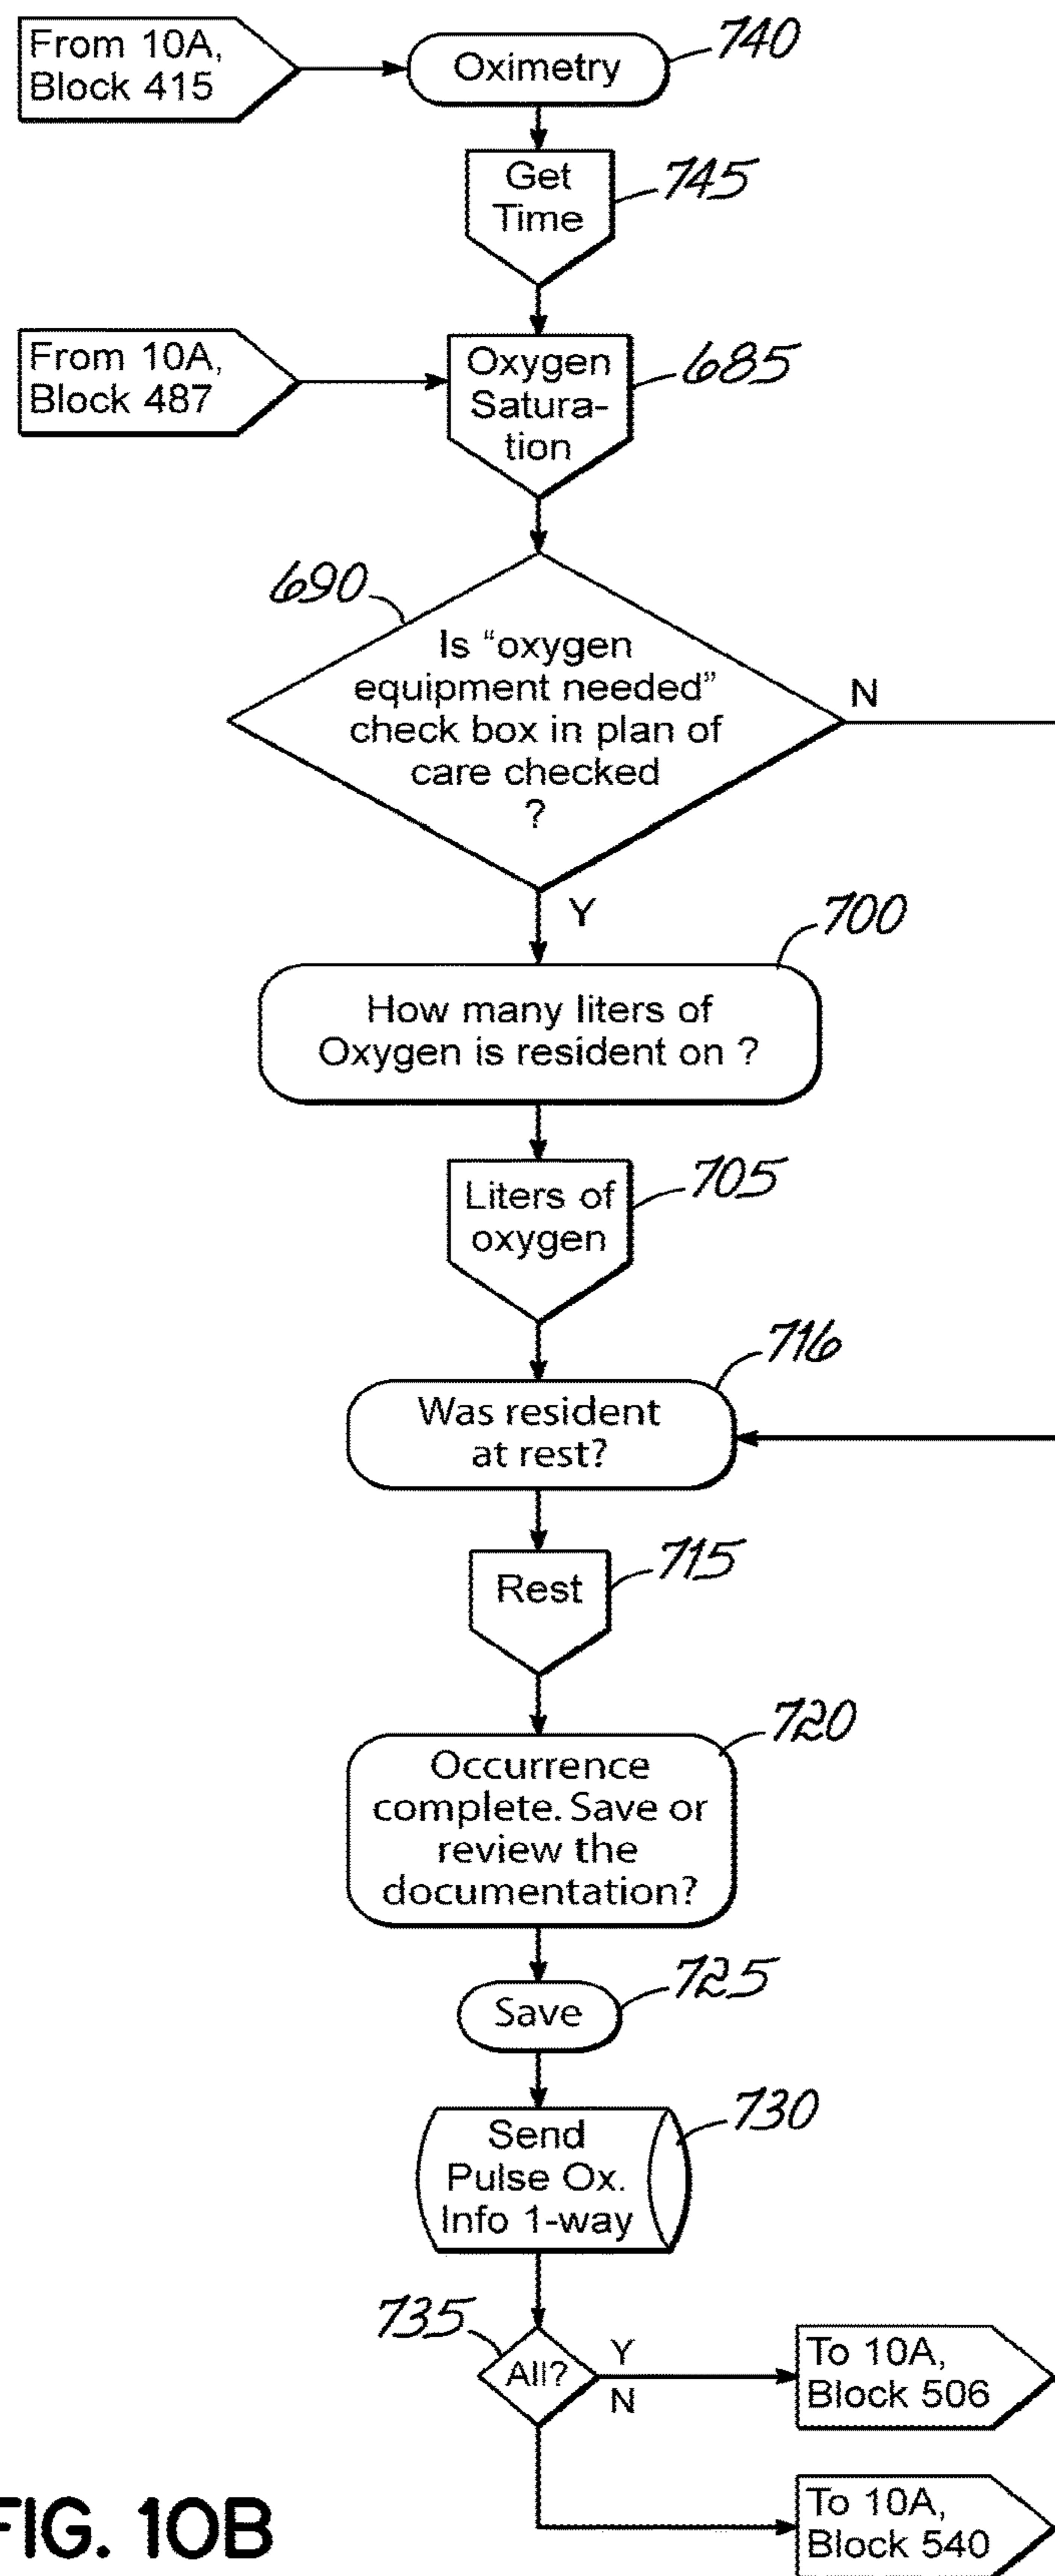 From 10A,
Block 415
Oximetry
740
Get
Time
745
From 10A,
Block 487
Oxygen
Satura-
tion
685
690
Is “oxygen
equipment needed”
check box in plan of
care checked
?
N
Y
700
How many liters of
Oxygen is resident on ?
Liters of
oxygen
705
716
Was resident
at rest?
Rest
715
720
Occurrence
complete. Save or
review the
documentation?
725
Save
Send
Pulse Ox.
Info 1-way
730
735
All?
Y
N
To 10A,
Block 506
To 10A,
Block 540
FIG. 10B